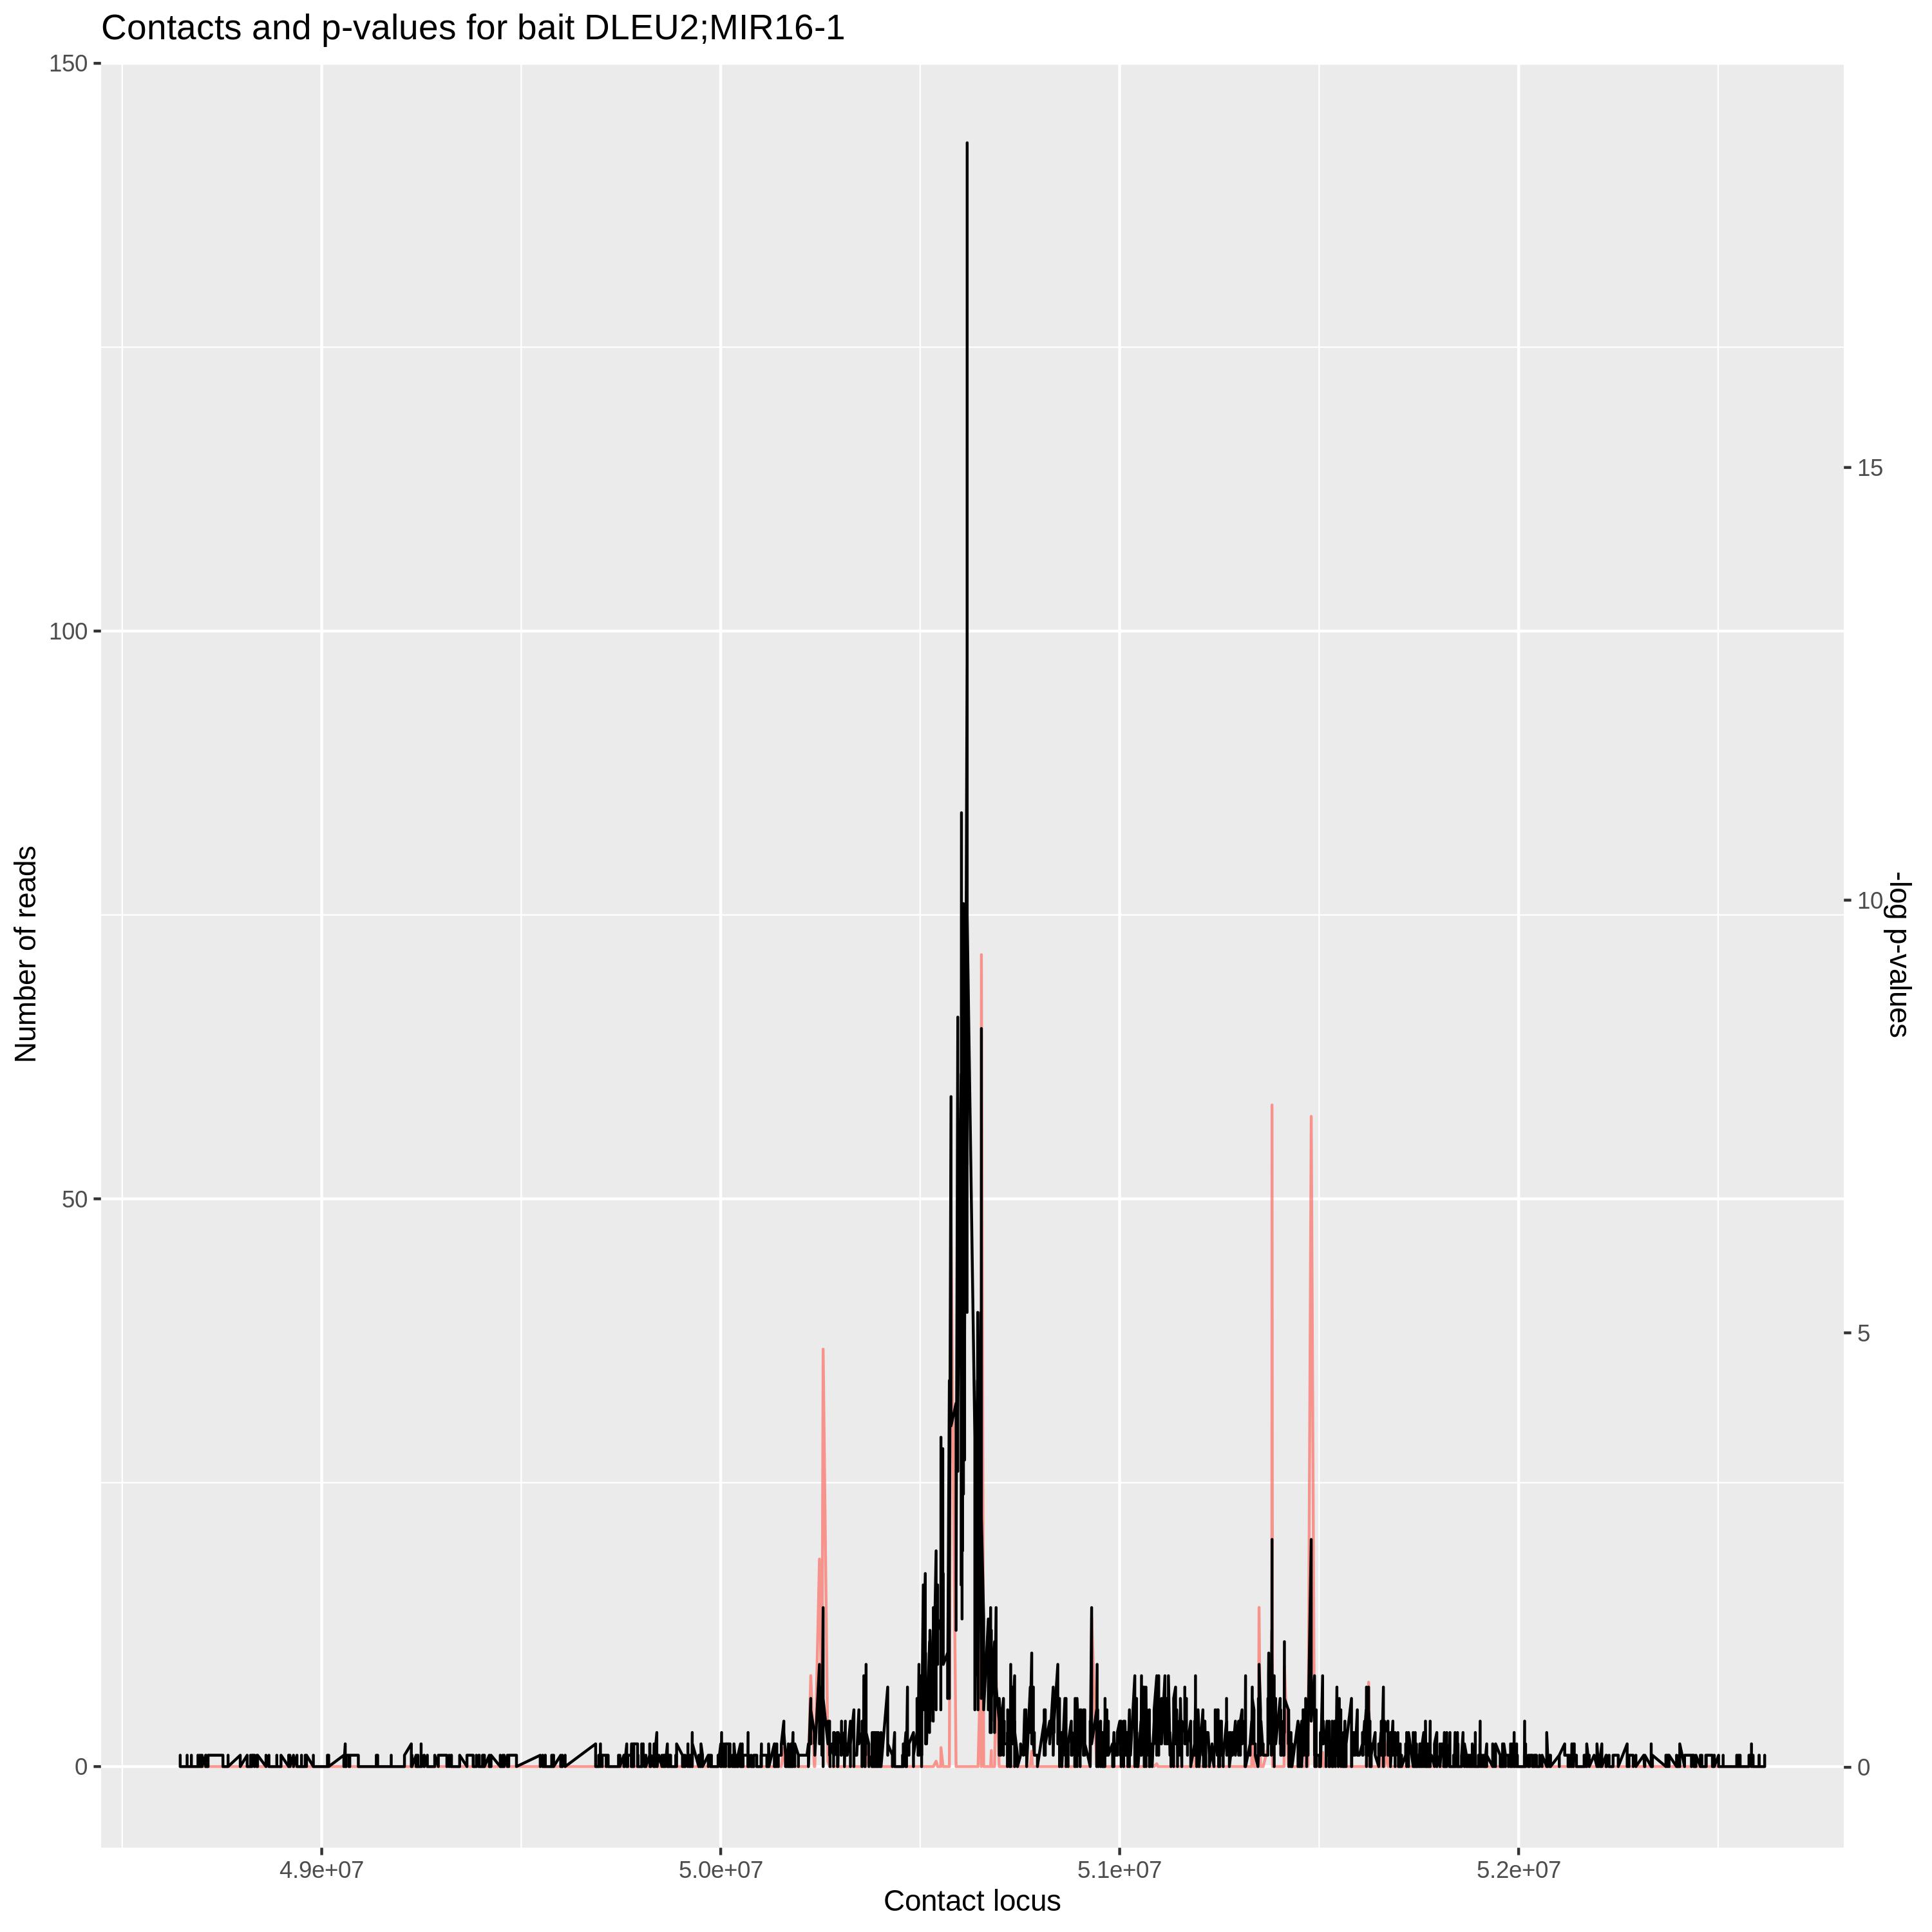 Contacts and p-values for bait DLEU2;MIR16-1
150
100
50
0
Number of reads
15
10
5
0
-log p-values
4.9e+07
5.0e+07
5.1e+07
5.2e+07
Contact locus